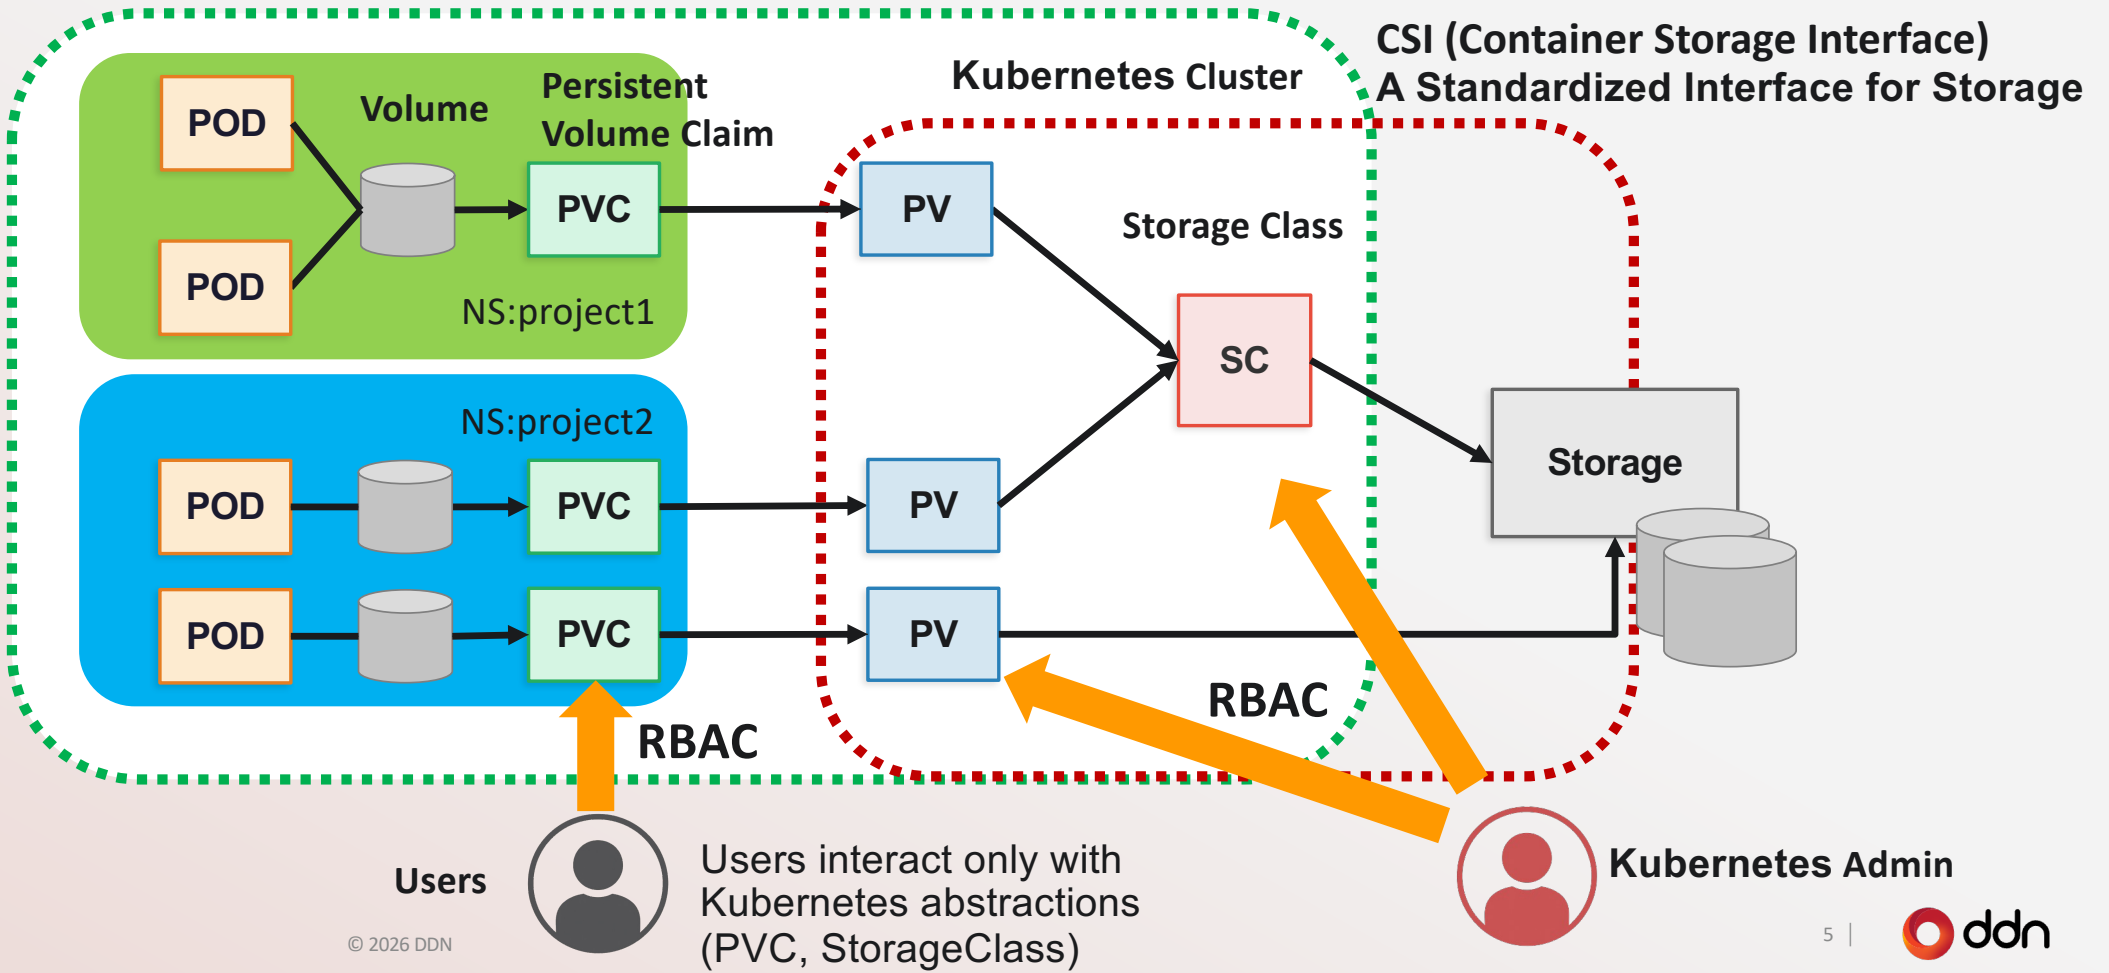 CSI (Container Storage Interface)
A Standardized Interface for Storage
Kubernetes Cluster
Persistent
Volume Claim
Volume
POD
POD
PVC
NS:project1
PV
Storage Class
SC
Storage
NS:project2
POD
PVC
PV
POD
PVC
PV
RBAC
RBAC
Users
Users interact only with
Kubernetes abstractions
(PVC, StorageClass)
Kubernetes Admin
© 2026 DDN
5 |
ddn